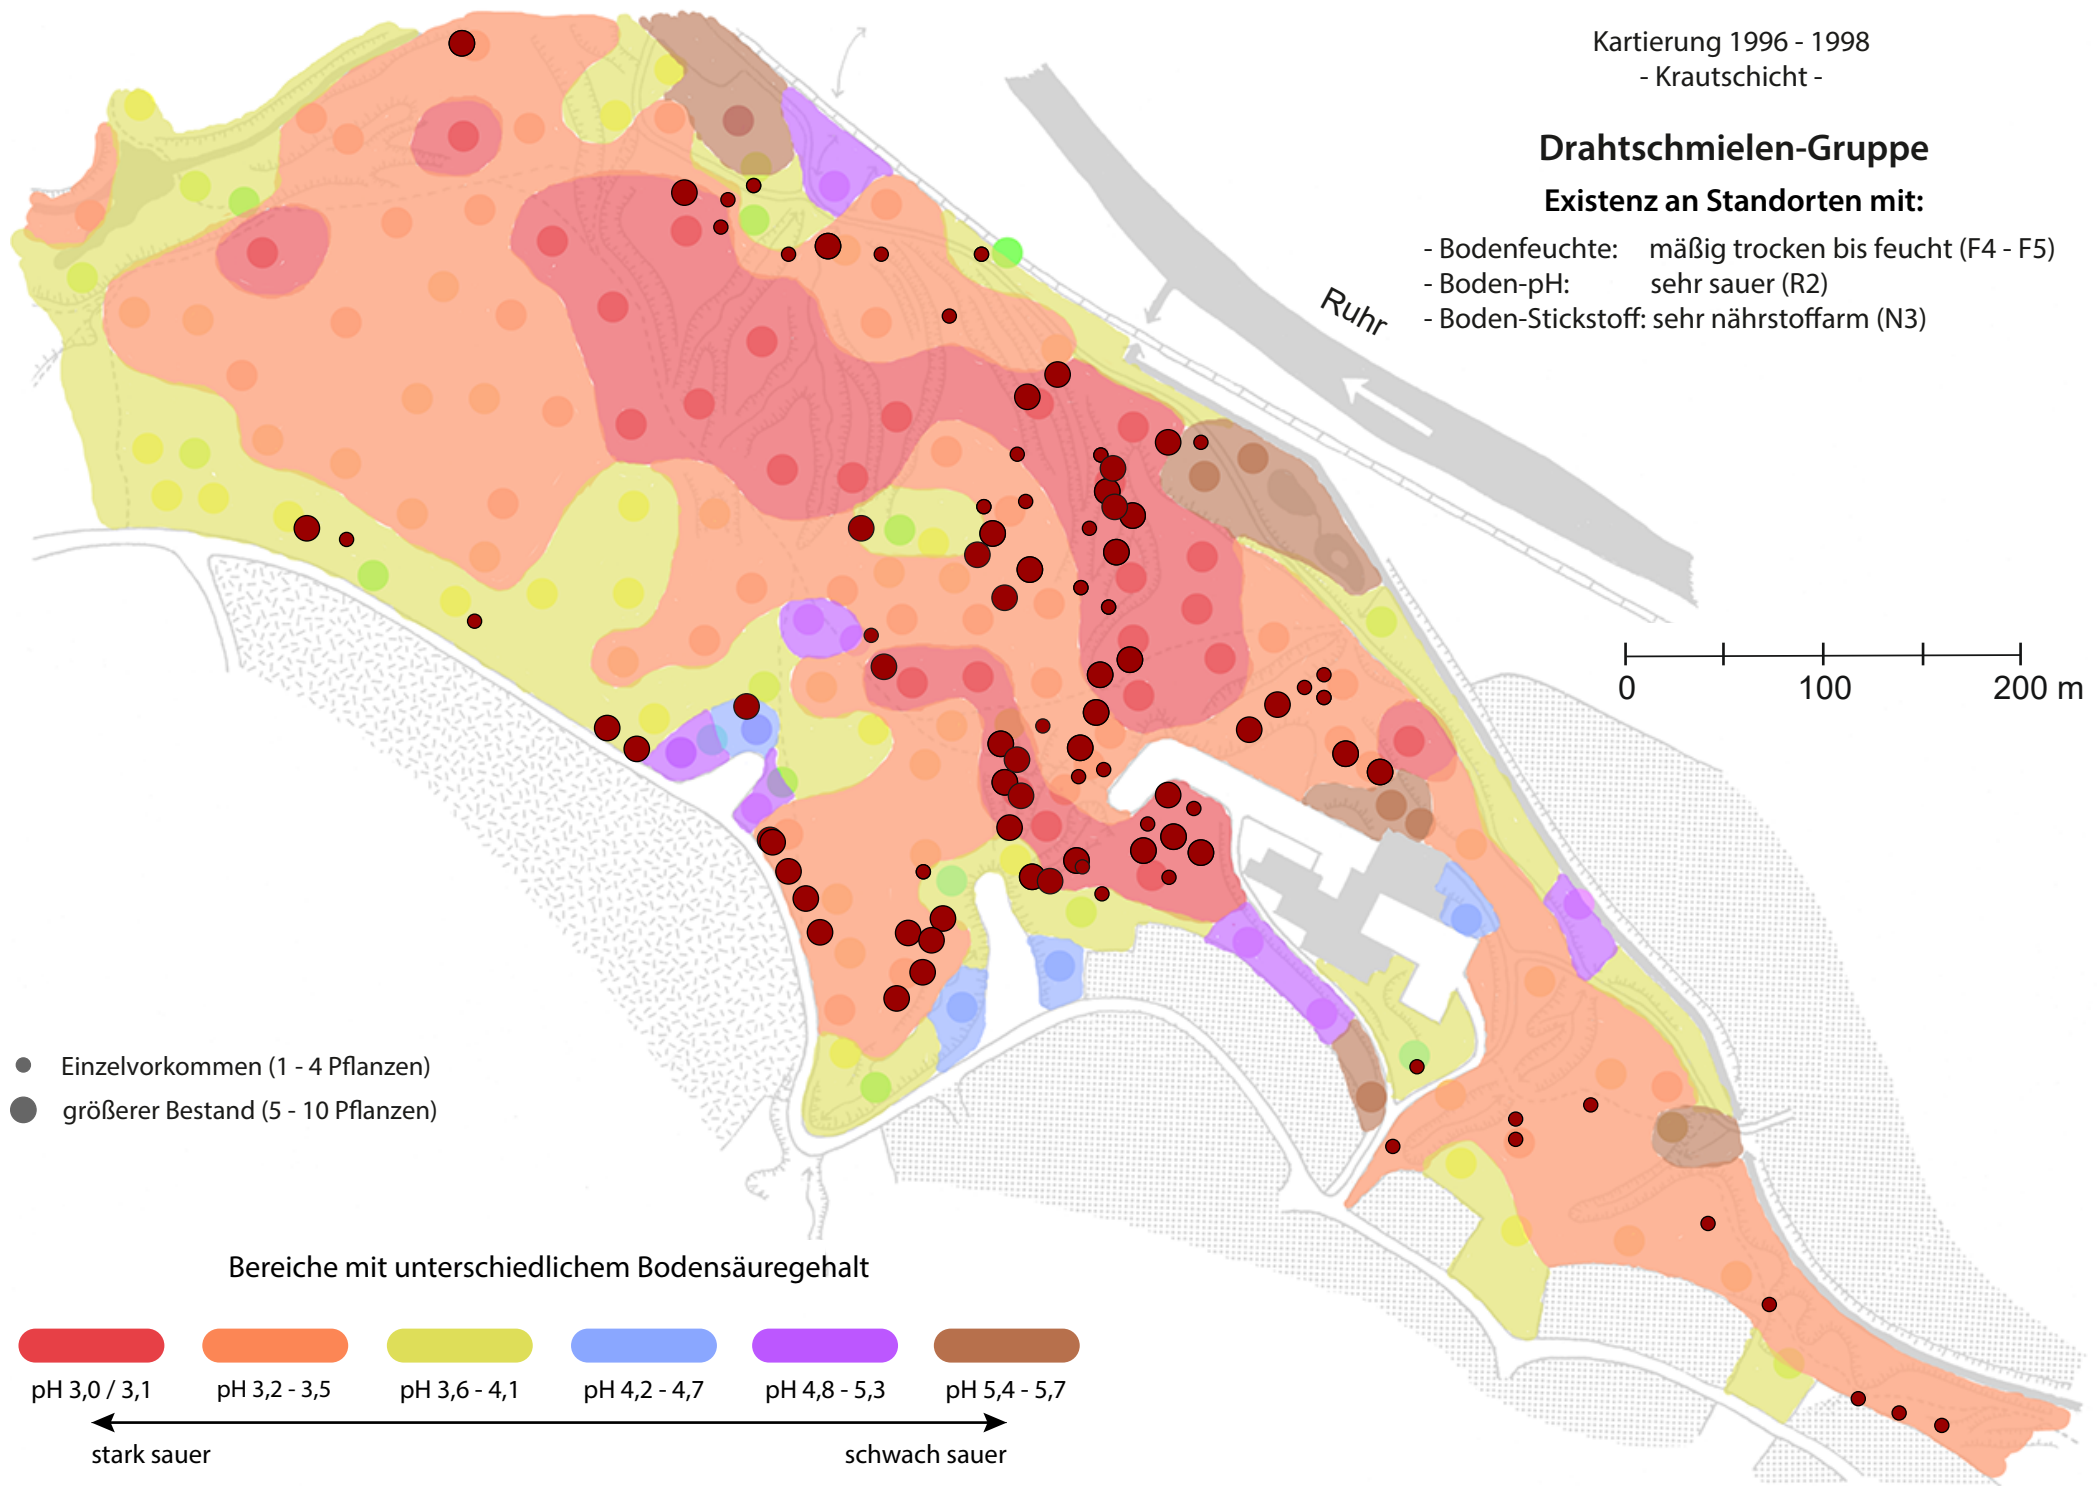 Kartierung 1996 - 1998
- Krautschicht -
Drahtschmielen-Gruppe
Existenz an Standorten mit:
- Bodenfeuchte: mäßig trocken bis feucht (F4 - F5)
- Boden-pH: sehr sauer (R2)
- Boden-Stickstoff: sehr nährstoffarm (N3)
Ruhr
0 100 200 m
Einzelvorkommen (1 - 4 Pflanzen)
größerer Bestand (5 - 10 Pflanzen)
Bereiche mit unterschiedlichem Bodensäuregehalt
pH 3,0 / 3,1 pH 3,2 - 3,5 pH 3,6 - 4,1 pH 4,2 - 4,7 pH 4,8 - 5,3 pH 5,4 - 5,7
stark sauer schwach sauer